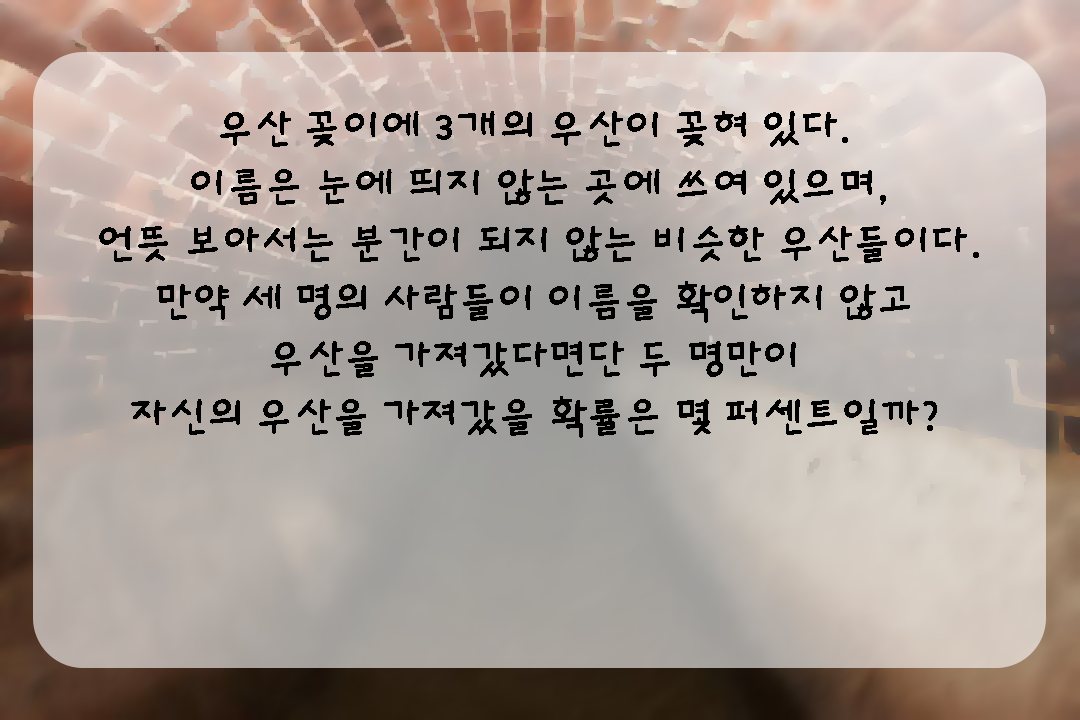 우산 꽂이에 3개의 우산이 꽂혀 있다.
이름은 눈에 띄지 않는 곳에 쓰여 있으며,
언뜻 보아서는 분간이 되지 않는 비슷한 우산들이다.
만약 세 명의 사람들이 이름을 확인하지 않고
우산을 가져갔다면단 두 명만이
자신의 우산을 가져갔을 확률은 몇 퍼센트일까?